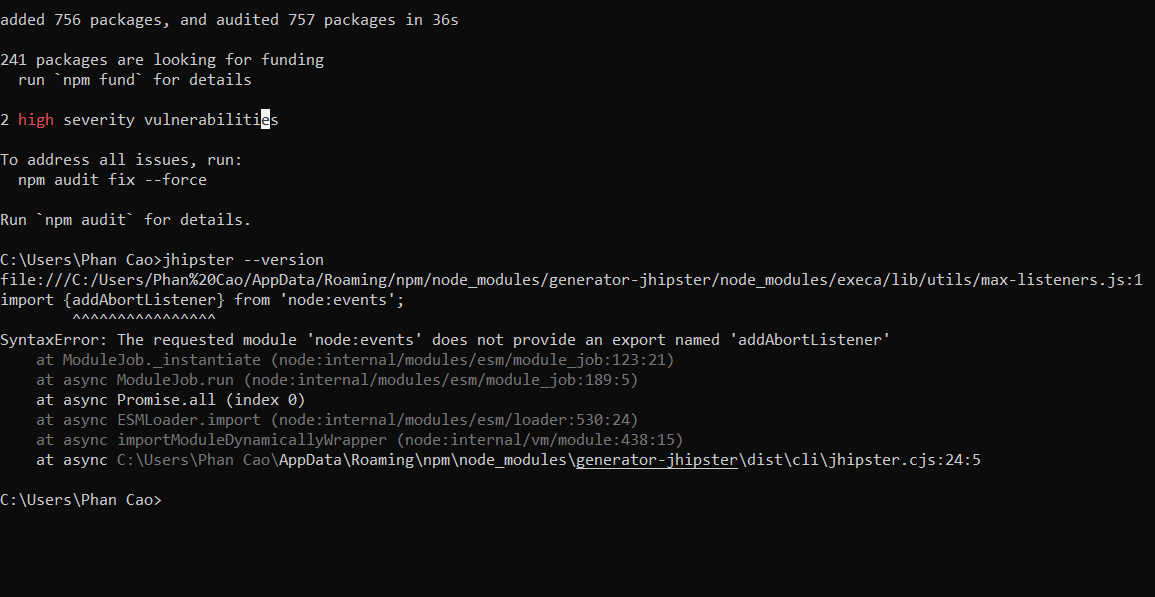 added 756 packages, and audited 757 packages in 36s
241 packages are looking for funding
run `npm fund` for details
2 high severity vulnerabilities
To address all issues, run:
npm audit fix --force
Run `npm audit` for details.
C:\Users\Phan Cao>jhipster --version
file:///C:/Users/Phan%20Cao/AppData/Roaming/npm/node_modules/generator-jhipster/node_modules/execa/lib/utils/max-listeners.js:1
import {addAbortListener} from 'node:events';
^^^^^^^^^^^^^^^^
SyntaxError: The requested module 'node:events' does not provide an export named 'addAbortListener'
at ModuleJob._instantiate (node:internal/modules/esm/module_job:123:21)
at async ModuleJob.run (node:internal/modules/esm/module_job:189:5)
at async Promise.all (index 0)
at async ESMLoader.import (node:internal/modules/esm/loader:530:24)
at async importModuleDynamicallyWrapper (node:internal/vm/module:438:15)
at async C:\Users\Phan Cao\AppData\Roaming\npm\node_modules\generator-jhipster\dist\cli\jhipster.cjs:24:5
C:\Users\Phan Cao>